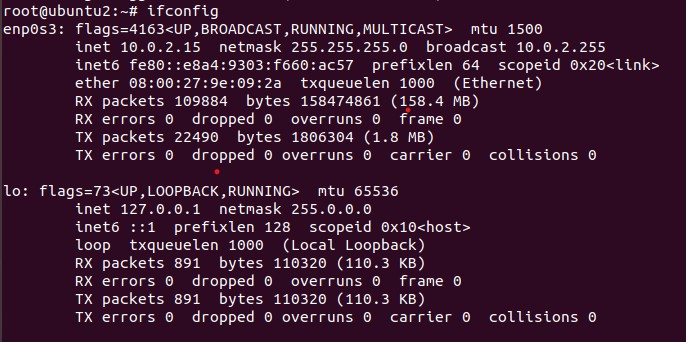 root@ubuntu2:~# ifconfig
enp0s3: flags=4163<UP,BROADCAST,RUNNING,MULTICAST>  mtu 1500
        inet 10.0.2.15  netmask 255.255.255.0  broadcast 10.0.2.255
        inet6 fe80::e8a4:9303:f660:ac57  prefixlen 64  scopeid 0x20<link>
        ether 08:00:27:9e:09:2a  txqueuelen 1000  (Ethernet)
        RX packets 109884  bytes 158474861 (158.4 MB)
        RX errors 0  dropped 0  overruns 0  frame 0
        TX packets 22490  bytes 1806304 (1.8 MB)
        TX errors 0  dropped 0 overruns 0  carrier 0  collisions 0
lo: flags=73<UP,LOOPBACK,RUNNING>  mtu 65536
        inet 127.0.0.1  netmask 255.0.0.0
        inet6 ::1  prefixlen 128  scopeid 0x10<host>
        loop  txqueuelen 1000  (Local Loopback)
        RX packets 891  bytes 110320 (110.3 KB)
        RX errors 0  dropped 0  overruns 0  frame 0
        TX packets 891  bytes 110320 (110.3 KB)
        TX errors 0  dropped 0 overruns 0  carrier 0  collisions 0